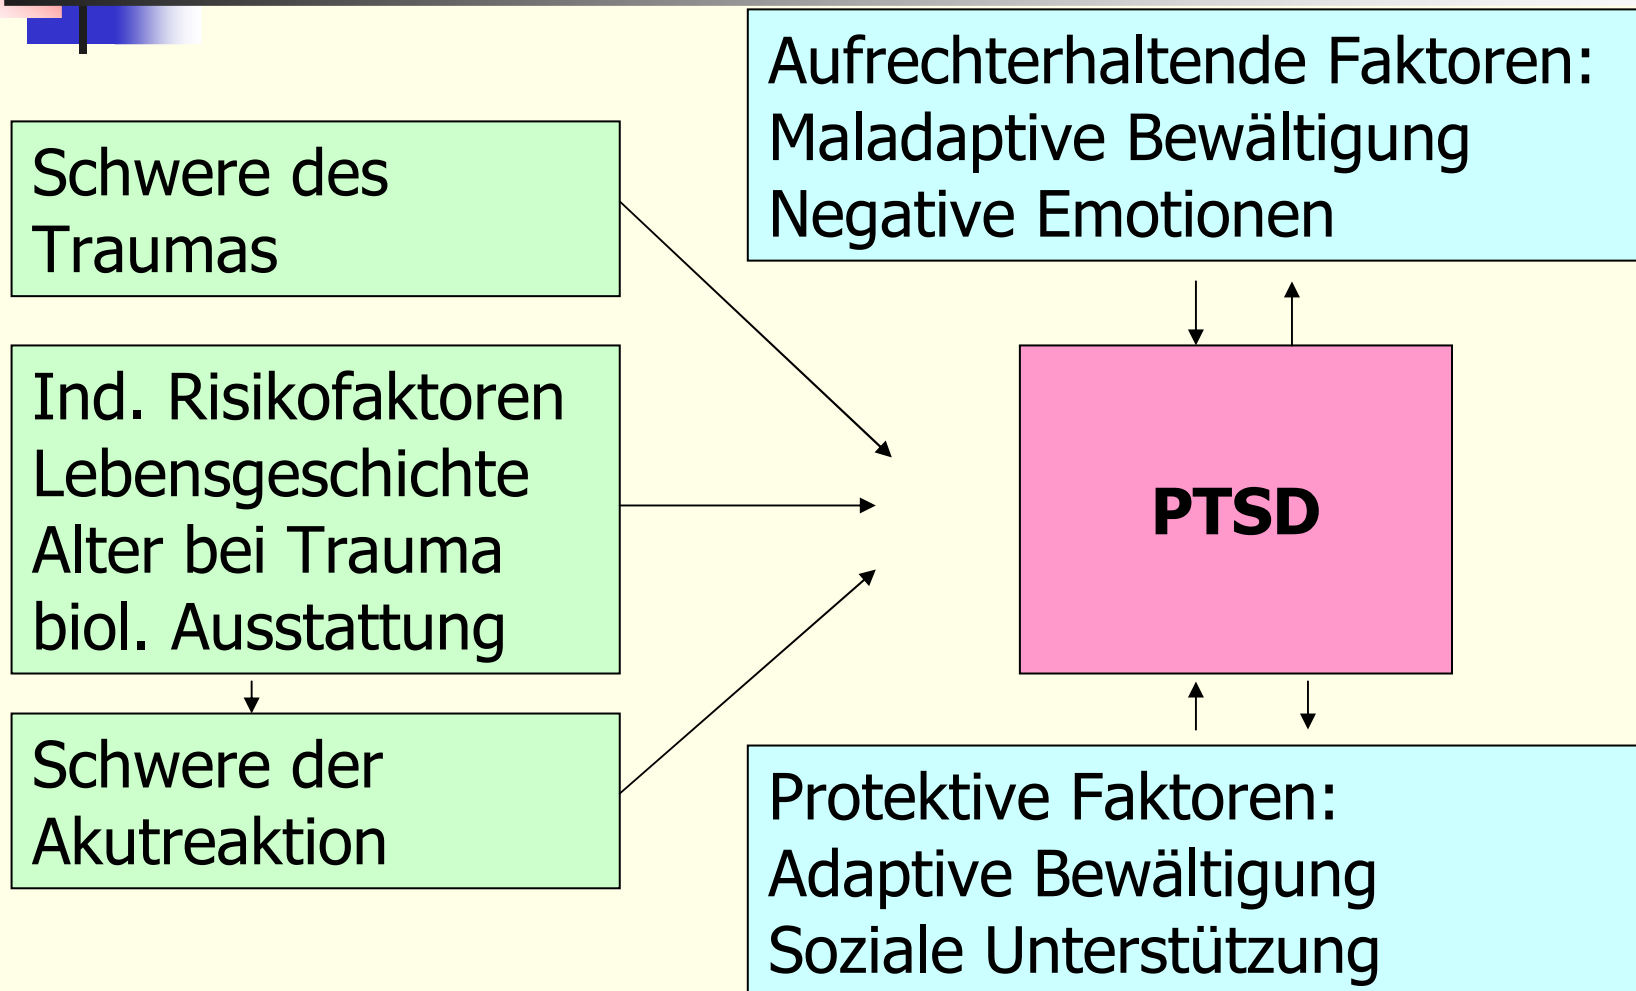 Schwere des
Traumas
Ind. Risikofaktoren
Lebensgeschichte
Alter bei Trauma
biol. Ausstattung
Schwere der
Akutreaktion
Aufrechterhaltende Faktoren:
Maladaptive Bewältigung
Negative Emotionen
PTSD
Protektive Faktoren:
Adaptive Bewältigung
Soziale Unterstützung